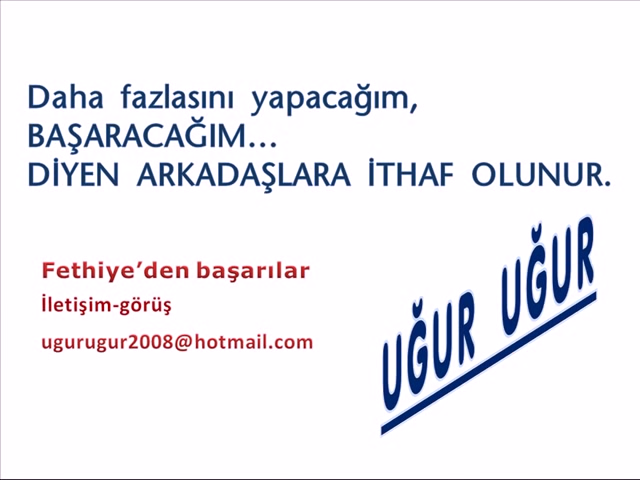 Daha fazlasını yapacağım,
BAŞARACAĞIM...
DİYEN ARKADAŞLARA İTHAF OLUNUR.
Fethiye’den başarılar
İletişim-görüş
ugurugur2008@hotmail.com
UĞUR UĞUR